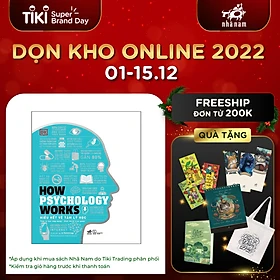 TIKI Super Brand Day
nhã nam
DỌN KHO ONLINE 2022
01-15.12
FREESHIP
ĐƠN TỪ 200K
QUÀ TẶNG
HOW
PSYCHOLOGY
WORKS
HIỂU HẾT VỀ TÂM LÝ HỌC
*Áp dụng khi mua sách Nhã Nam do Tiki Trading phân phối
*Kiểm tra giỏ hàng trước khi thanh toán